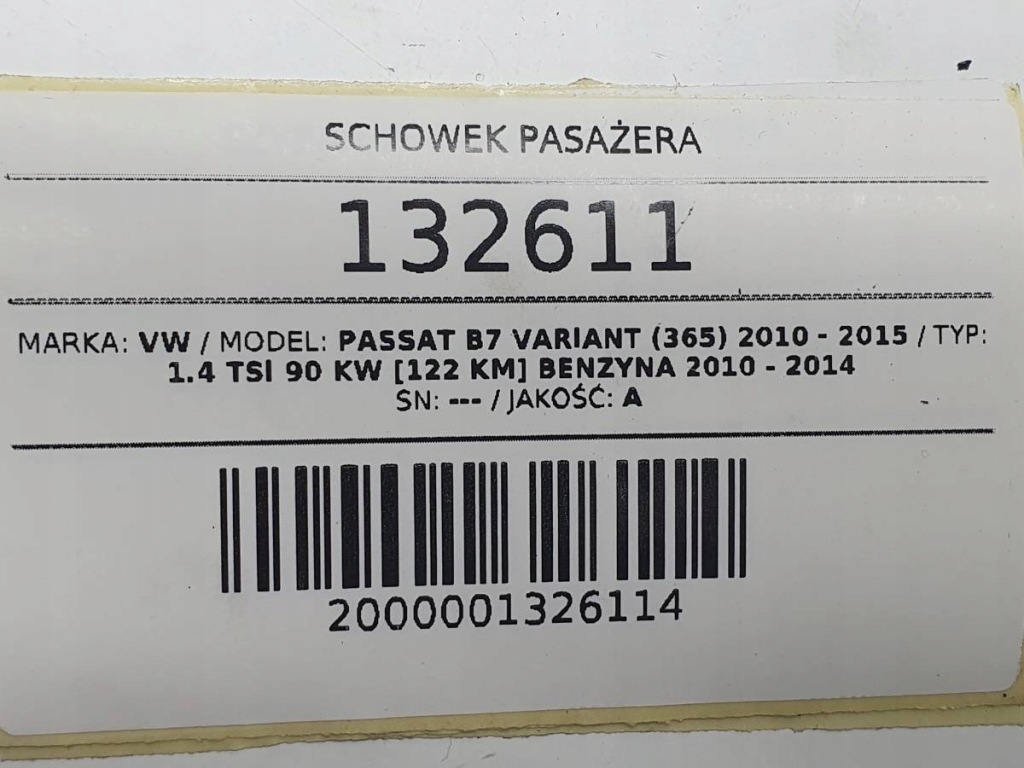 SCHOWEK PASAŻERA
132611
MARKA: VW / MODEL: PASSAT B7 VARIANT (365) 2010 - 2015 / TYP:
1.4 TSI 90 KW [122 KM] BENZYNA 2010 - 2014
SN: --- / JAKOŚĆ: A
2000001326114